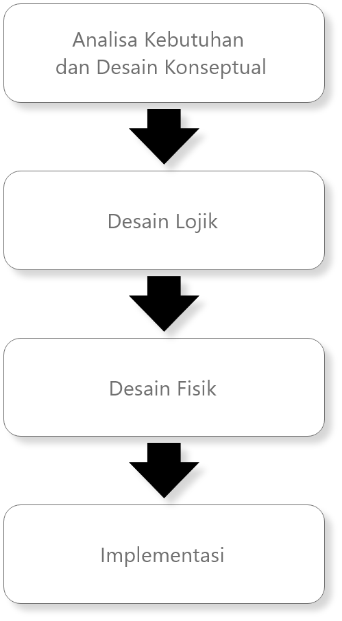 Analisa Kebutuhan
dan Desain Konseptual
Desain Lojik
Desain Fisik
Implementasi